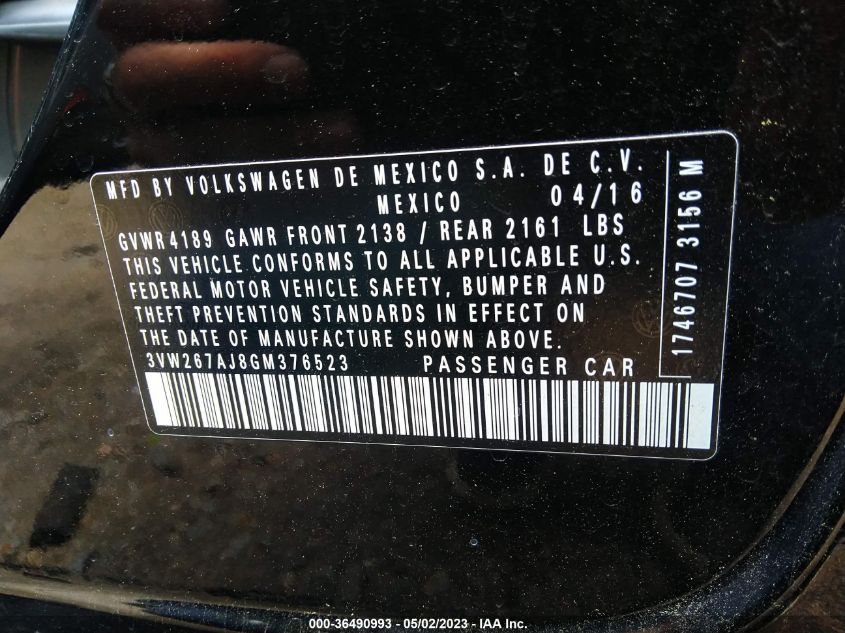 MFD BY VOLKSWAGEN DE MEXICO S.A. DE C.V.
MEXICO 04/16
GVWR 4189 GAWR FRONT 2138 / REAR 2161 LBS
THIS VEHICLE CONFORMS TO ALL APPLICABLE U.S.
FEDERAL MOTOR VEHICLE SAFETY, BUMPER AND
THEFT PREVENTION STANDARDS IN EFFECT ON
THE DATE OF MANUFACTURE SHOWN ABOVE.
3VW267AJ8GM376523 PASSENGER CAR
1746707 3156 M
000-36490993 - 05/02/2023 - IAA Inc.